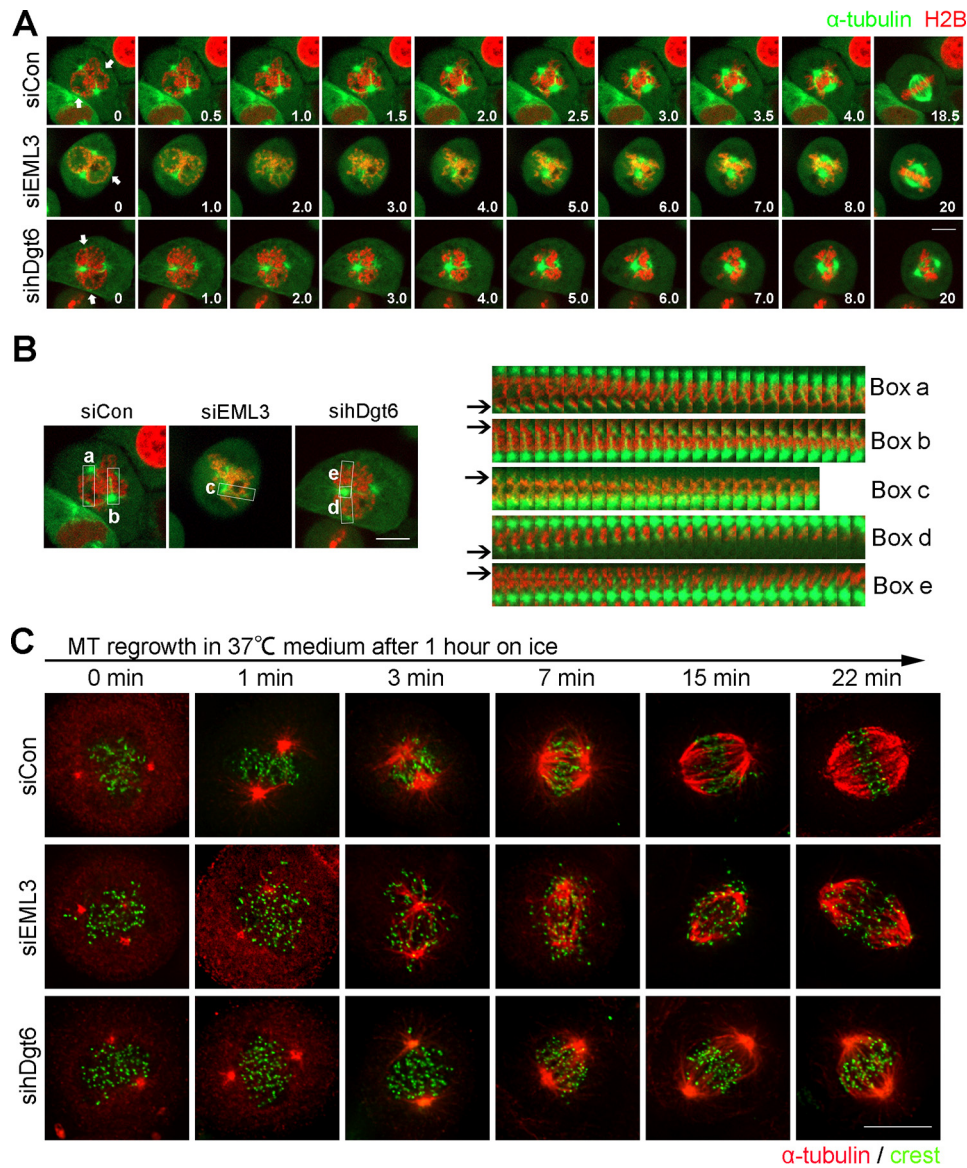 A
α-tubulin H2B
siCon
0 0.5 1.0 1.5 2.0 2.5 3.0 3.5 4.0 18.5
siEML3
0 1.0 2.0 3.0 4.0 5.0 6.0 7.0 8.0 20
sihDgt6
0 1.0 2.0 3.0 4.0 5.0 6.0 7.0 8.0 20
B
siCon siEML3 sihDgt6
a b c e d
Box a
Box b
Box c
Box d
Box e
C
MT regrowth in 37℃ medium after 1 hour on ice
0 min 1 min 3 min 7 min 15 min 22 min
siCon
siEML3
sihDgt6
α-tubulin / crest